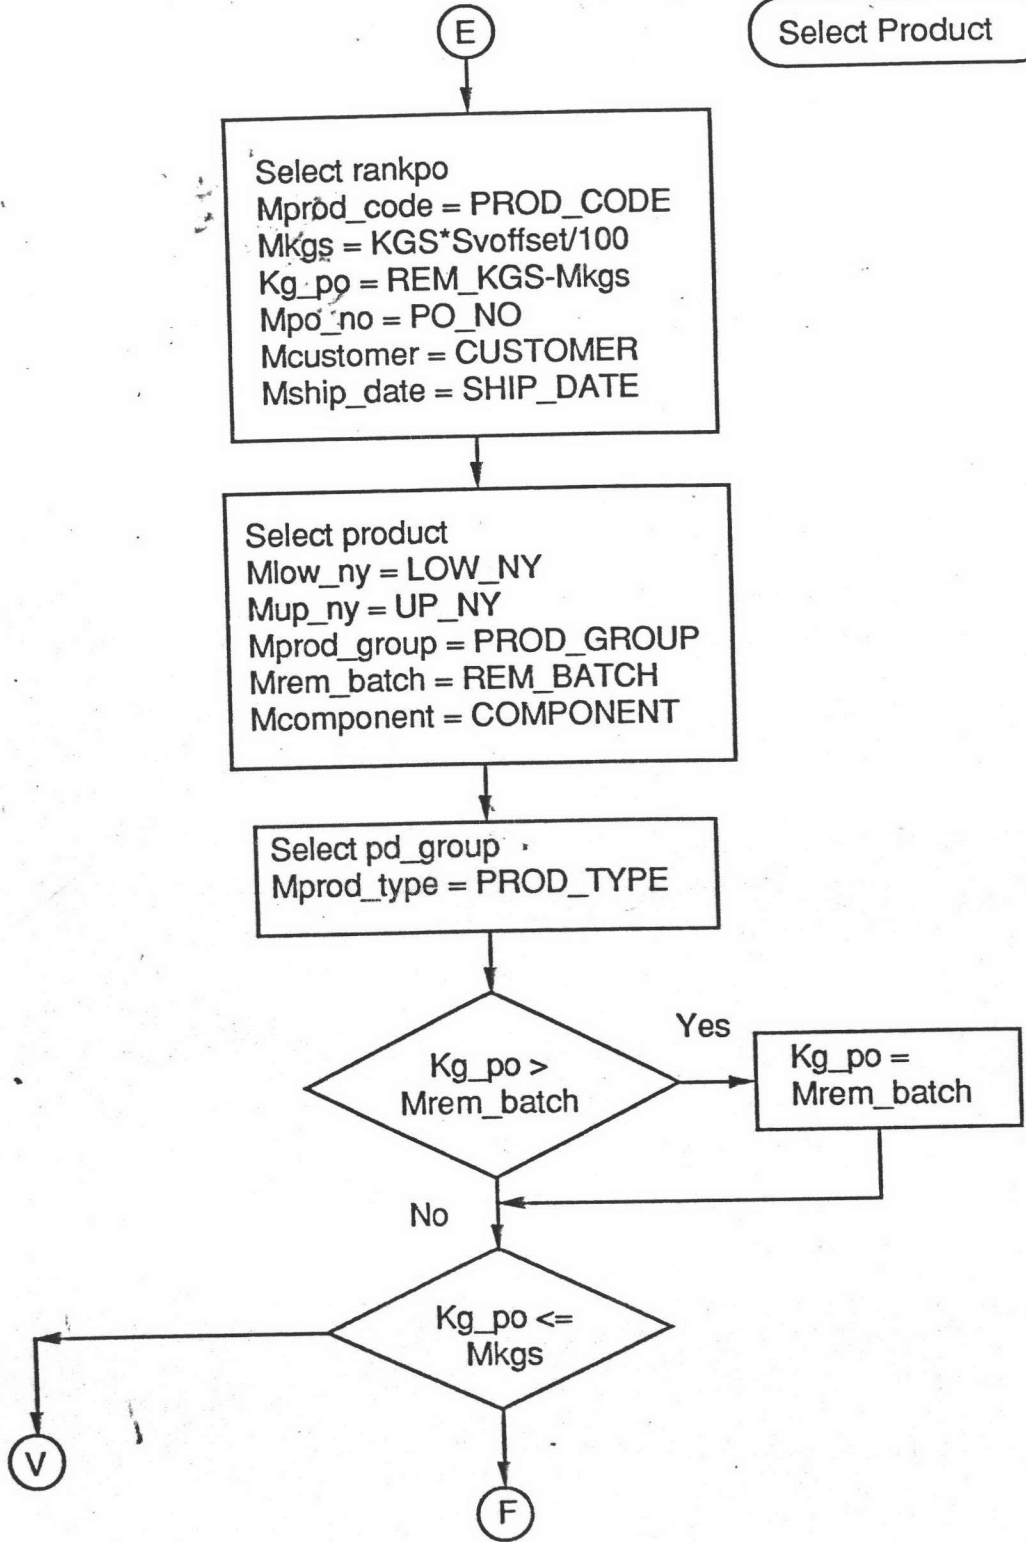 E
Select Product
Select rankpo
Mprod_code = PROD_CODE
Mkgs = KGS*Svoffset/100
Kg_po = REM_KGS-Mkgs
Mpo_no = PO_NO
Mcustomer = CUSTOMER
Mship_date = SHIP_DATE
Select product
Mlow_ny = LOW_NY
Mup_ny = UP_NY
Mprod_group = PROD_GROUP
Mrem_batch = REM_BATCH
Mcomponent = COMPONENT
Select pd_group
Mprod_type = PROD_TYPE
Kg_po >
Mrem_batch
Yes
Kg_po =
Mrem_batch
No
Kg_po <=
Mkgs
V
F